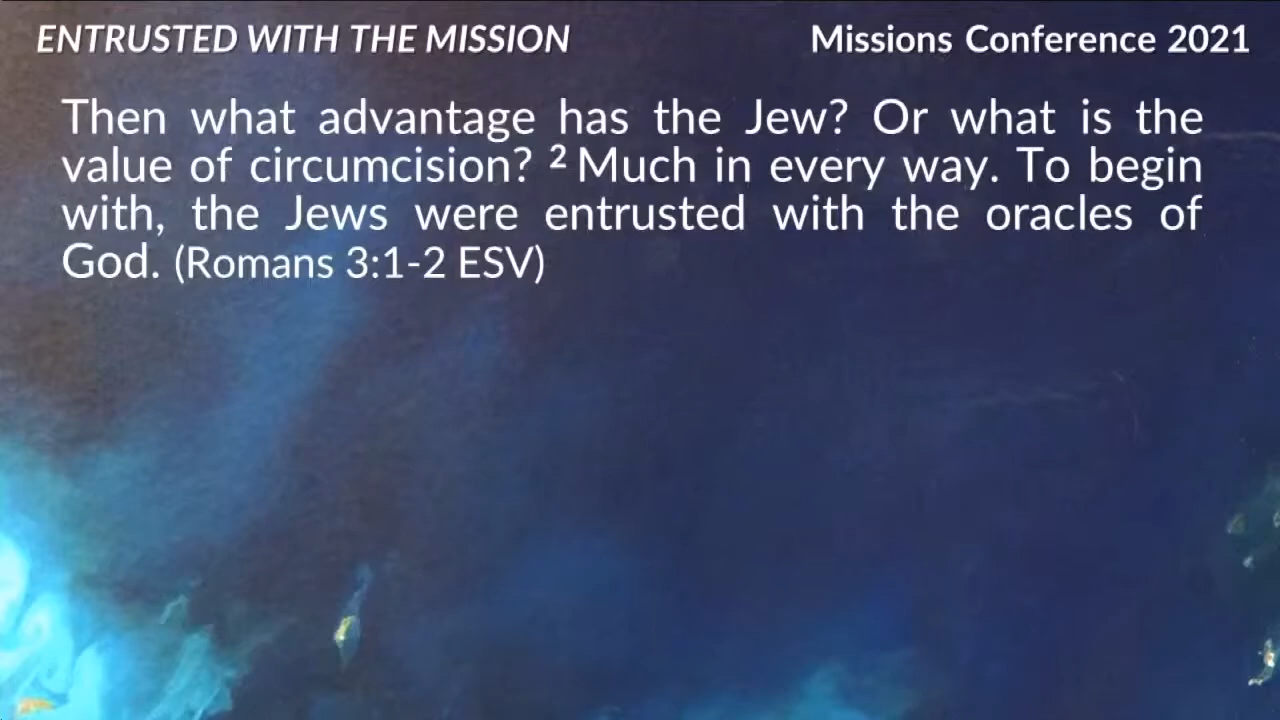 ENTRUSTED WITH THE MISSION
Missions Conference 2021
Then what advantage has the Jew? Or what is the
value of circumcision? ² Much in every way. To begin
with, the Jews were entrusted with the oracles of
God. (Romans 3:1-2 ESV)